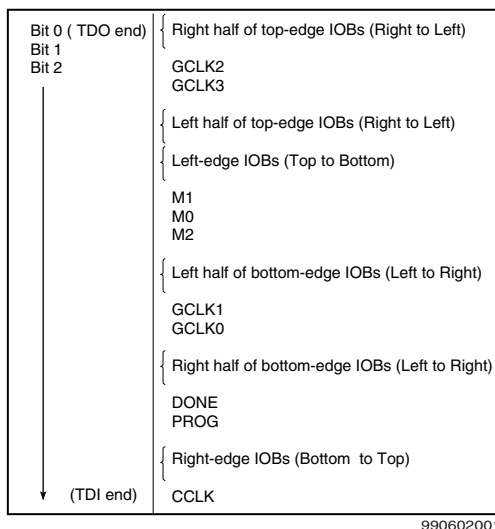 Bit 0 ( TDO end)
Bit 1
Bit 2
Right half of top-edge IOBs (Right to Left)
GCLK2
GCLK3
Left half of top-edge IOBs (Right to Left)
Left-edge IOBs (Top to Bottom)
M1
M0
M2
Left half of bottom-edge IOBs (Left to Right)
GCLK1
GCLK0
Right half of bottom-edge IOBs (Left to Right)
DONE
PROG
Right-edge IOBs (Bottom to Top)
(TDI end)
CCLK
990602001